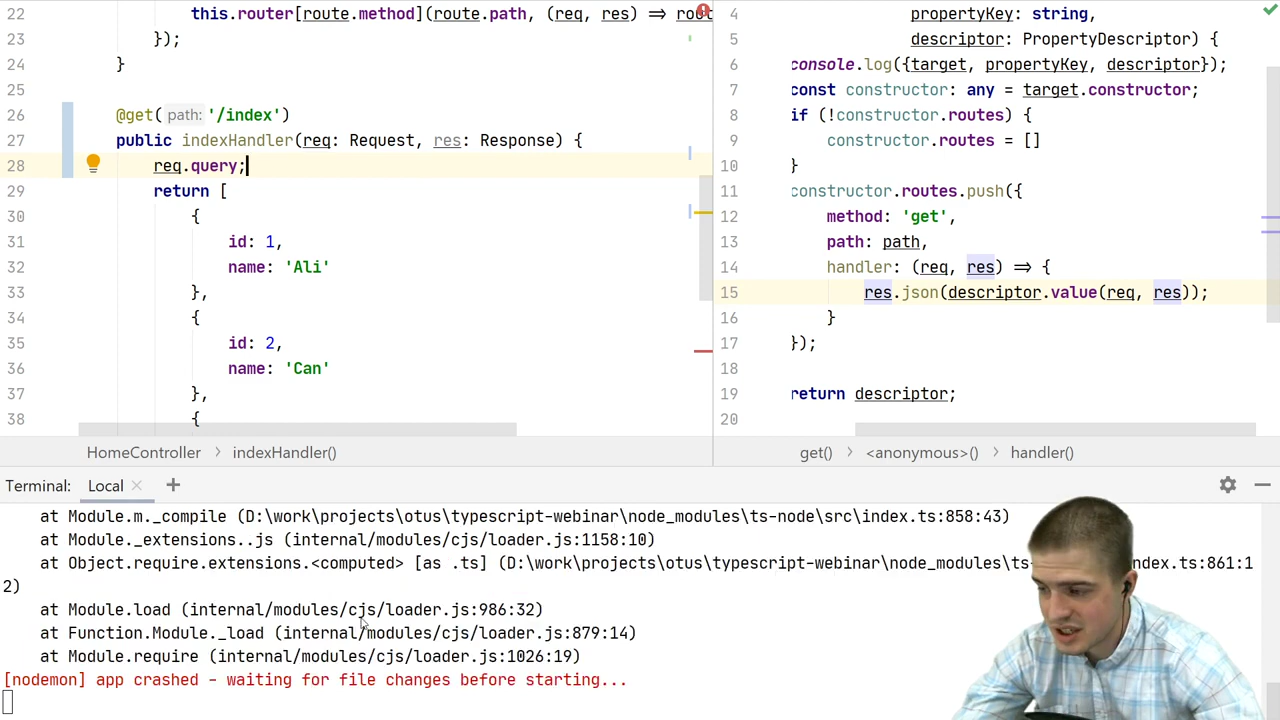 22 this.router[route.method](route.path, (req, res) => rout
23 });
24 }
25
26 @get( path: '/index')
27 public indexHandler(req: Request, res: Response) {
28 req.query;
29 return [
30 {
31 id: 1,
32 name: 'Ali'
33 },
34 {
35 id: 2,
36 name: 'Can'
37 },
38 {
HomeController > indexHandler()
4 propertyKey: string,
5 descriptor: PropertyDescriptor) {
6 console.log({target, propertyKey, descriptor});
7 const constructor: any = target.constructor;
8 if (!constructor.routes) {
9 constructor.routes = []
10 }
11 constructor.routes.push({
12 method: 'get',
13 path: path,
14 handler: (req, res) => {
15 res.json(descriptor.value(req, res));
16 }
17 });
18
19 return descriptor;
20
get() > <anonymous>() > handler()
Terminal: Local × +
at Module.m._compile (D:\work\projects\otus\typescript-webinar\node_modules\ts-node\src\index.ts:858:43)
at Module._extensions..js (internal/modules/cjs/loader.js:1158:10)
at Object.require.extensions.<computed> [as .ts] (D:\work\projects\otus\typescript-webinar\node_modules\ts- index.ts:861:1
2)
at Module.load (internal/modules/cjs/loader.js:986:32)
at Function.Module._load (internal/modules/cjs/loader.js:879:14)
at Module.require (internal/modules/cjs/loader.js:1026:19)
[nodemon] app crashed - waiting for file changes before starting...